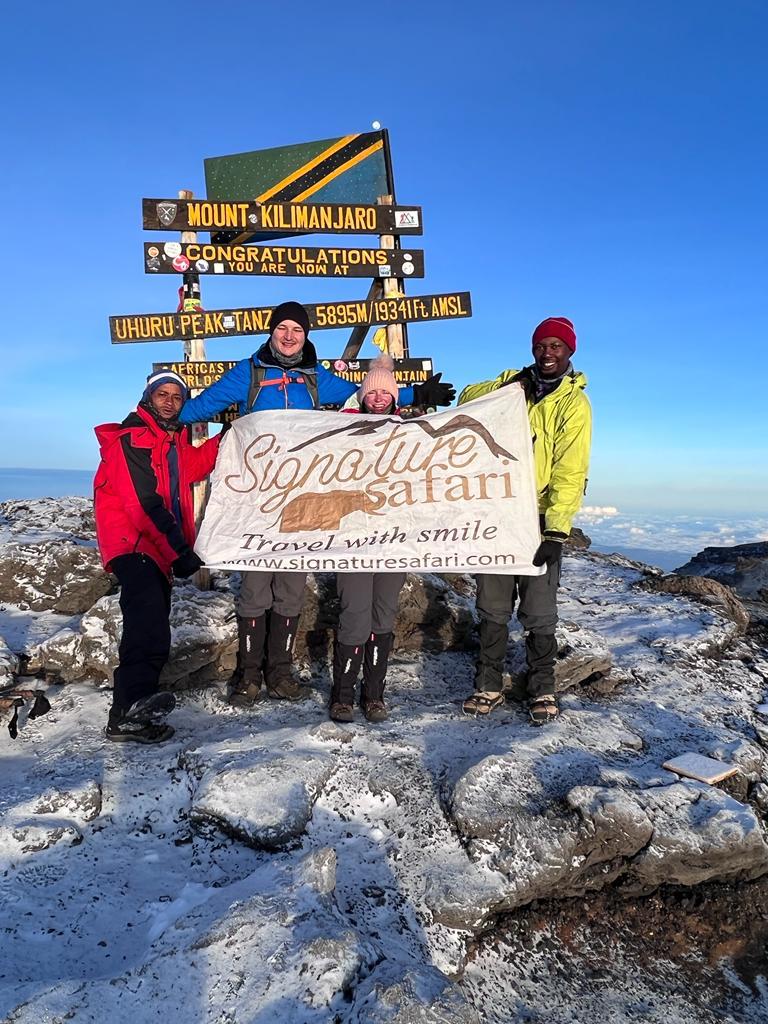 MOUNT KILIMANJARO
CONGRATULATIONS
YOU ARE NOW AT
UHURU PEAK, TANZ 5895M/19341Ft. AMSL
AFRICA'S
Signature
safari
Travel with smile
www.signaturesafari.com